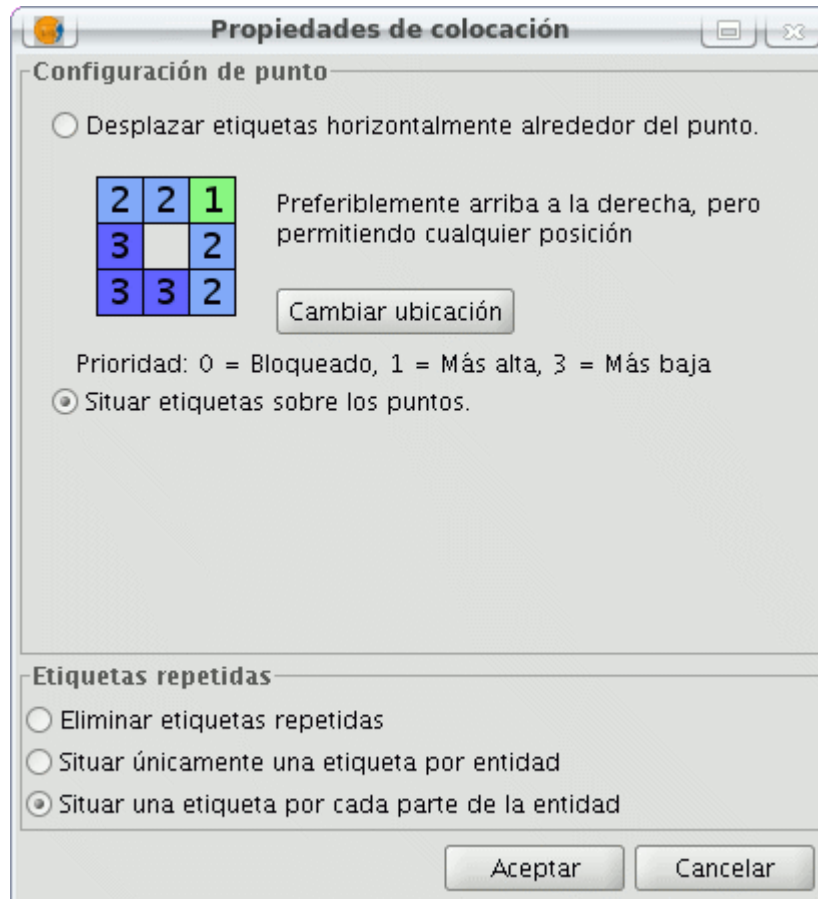 Propiedades de colocación
Configuración de punto
Desplazar etiquetas horizontalmente alrededor del punto.
2 2 1
3 2
3 3 2
Preferiblemente arriba a la derecha, pero
permitiendo cualquier posición
Cambiar ubicación
Prioridad: 0 = Bloqueado, 1 = Más alta, 3 = Más baja
Situar etiquetas sobre los puntos.
Etiquetas repetidas
Eliminar etiquetas repetidas
Situar únicamente una etiqueta por entidad
Situar una etiqueta por cada parte de la entidad
Aceptar Cancelar